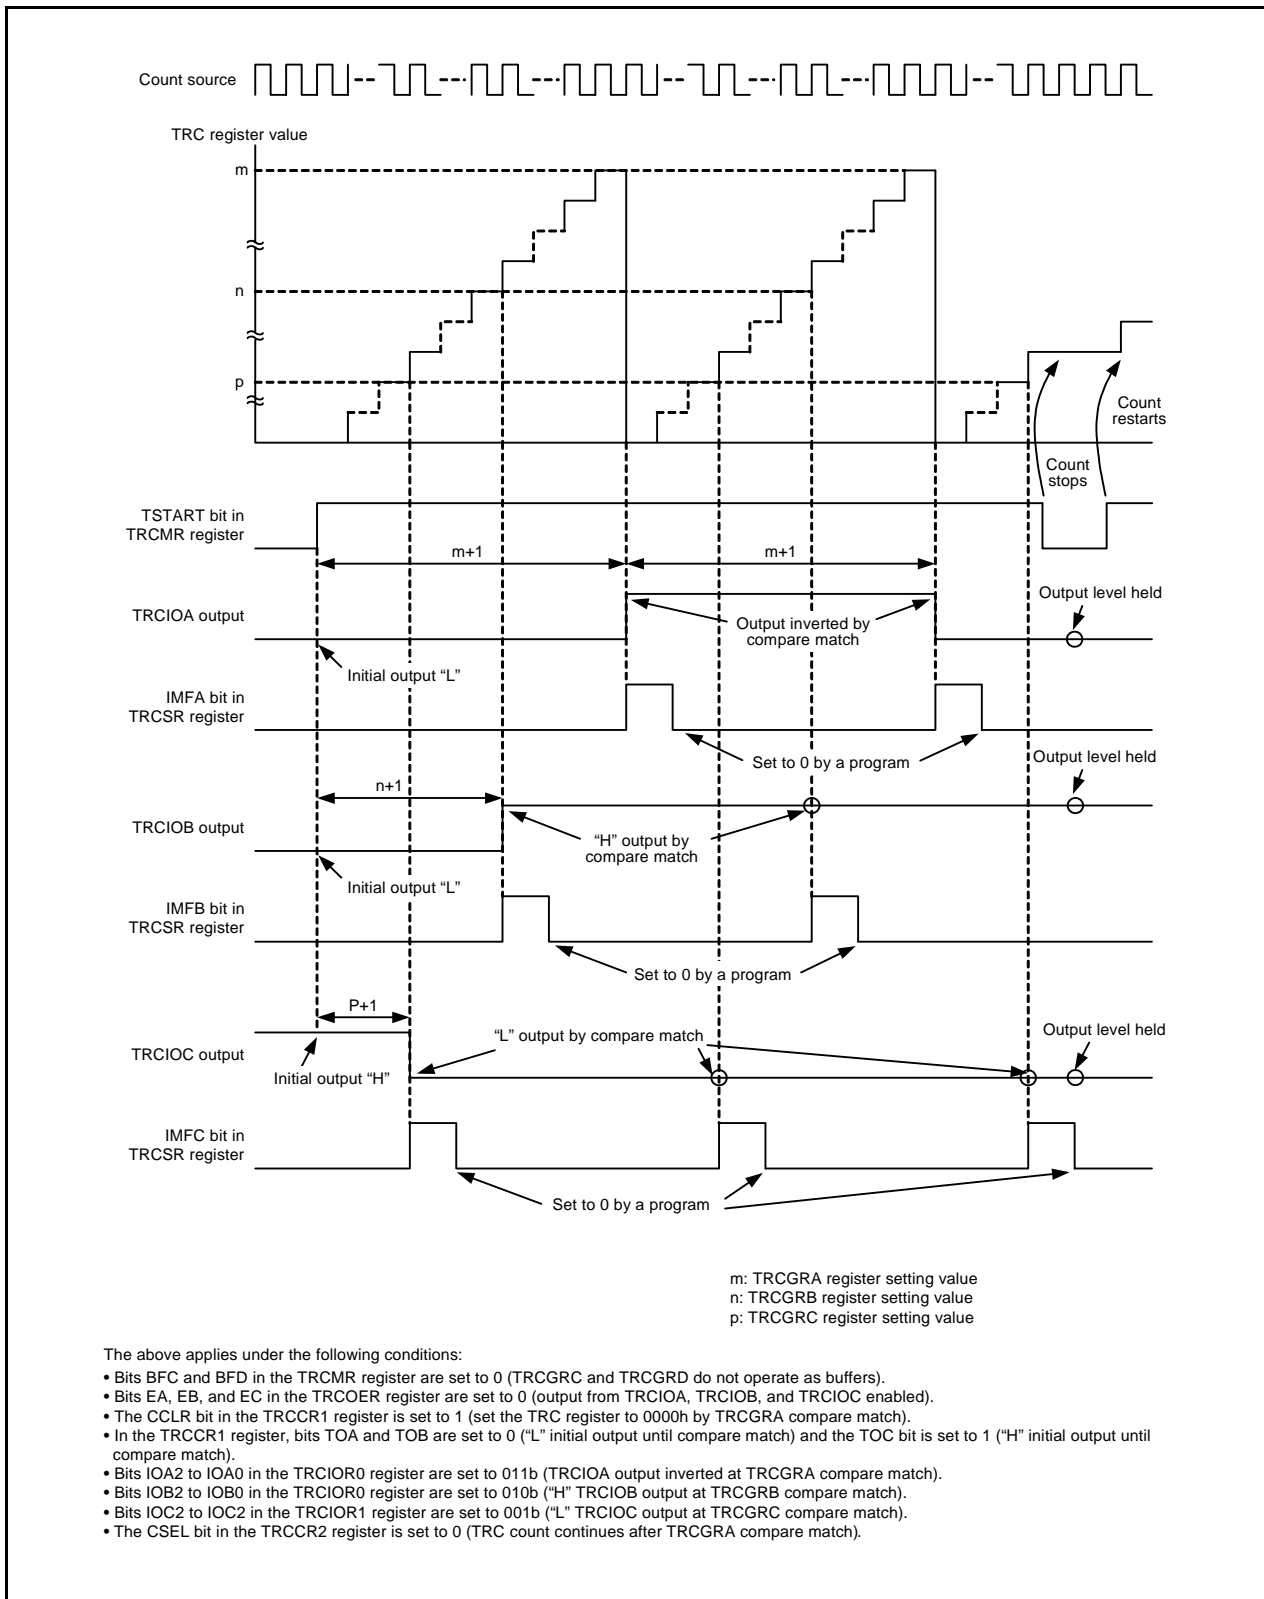 Count source
TRC register value
m
n
p
Count
restarts
Count
stops
TSTART bit in
TRCMR register
m+1
m+1
Output level held
TRCIOA output
Output inverted by
compare match
Initial output “L”
IMFA bit in
TRCSR register
Set to 0 by a program
Output level held
n+1
TRCIOB output
“H” output by
compare match
Initial output “L”
IMFB bit in
TRCSR register
Set to 0 by a program
P+1
“L” output by compare match
Output level held
TRCIOC output
Initial output “H”
IMFC bit in
TRCSR register
Set to 0 by a program
m: TRCGRA register setting value
n: TRCGRB register setting value
p: TRCGRC register setting value
The above applies under the following conditions:
• Bits BFC and BFD in the TRCMR register are set to 0 (TRCGRC and TRCGRD do not operate as buffers).
• Bits EA, EB, and EC in the TRCOER register are set to 0 (output from TRCIOA, TRCIOB, and TRCIOC enabled).
• The CCLR bit in the TRCCR1 register is set to 1 (set the TRC register to 0000h by TRCGRA compare match).
• In the TRCCR1 register, bits TOA and TOB are set to 0 (“L” initial output until compare match) and the TOC bit is set to 1 (“H” initial output until
compare match).
• Bits IOA2 to IOA0 in the TRCIOR0 register are set to 011b (TRCIOA output inverted at TRCGRA compare match).
• Bits IOB2 to IOB0 in the TRCIOR0 register are set to 010b (“H” TRCIOB output at TRCGRB compare match).
• Bits IOC2 to IOC2 in the TRCIOR1 register are set to 001b (“L” TRCIOC output at TRCGRC compare match).
• The CSEL bit in the TRCCR2 register is set to 0 (TRC count continues after TRCGRA compare match).